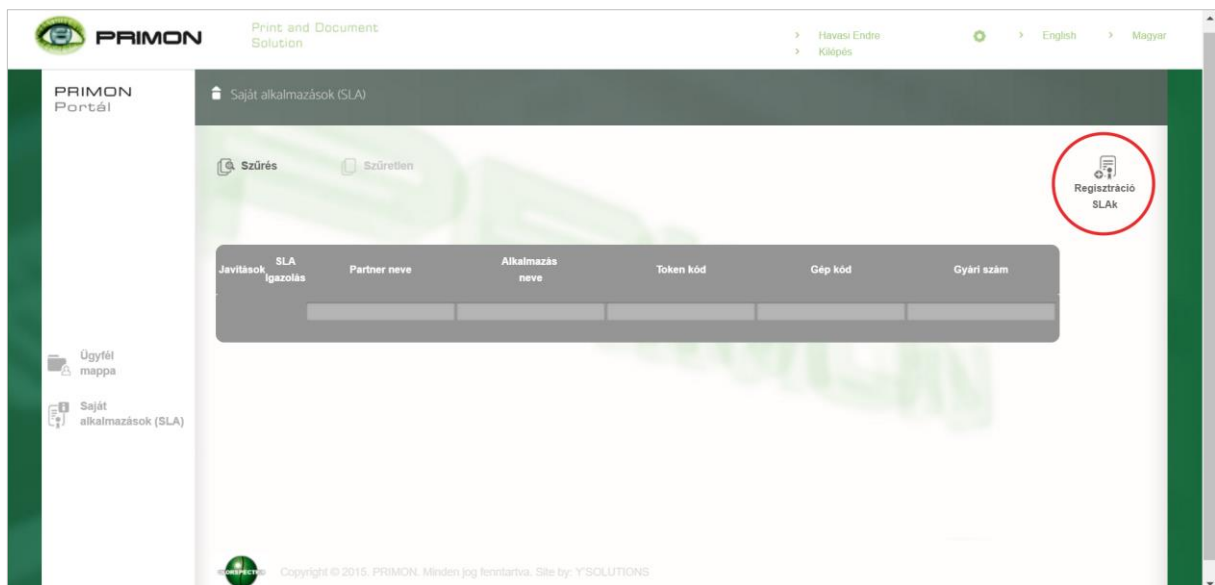 PRIMON
Print and Document
Solution
> Havasi Endre
> Kilépés
> English
> Magyar
PRIMON
Portál
Saját alkalmazások (SLA)
Szűrés
Szűretlen
Regisztráció
SLAk
Javítások
SLA
igazolás
Partner neve
Alkalmazás
neve
Token kód
Gép kód
Gyári szám
Ügyfél
mappa
Saját
alkalmazások (SLA)
Copyright © 2015. PRIMON. Minden jog fenntartva. Site by: Y'SOLUTIONS